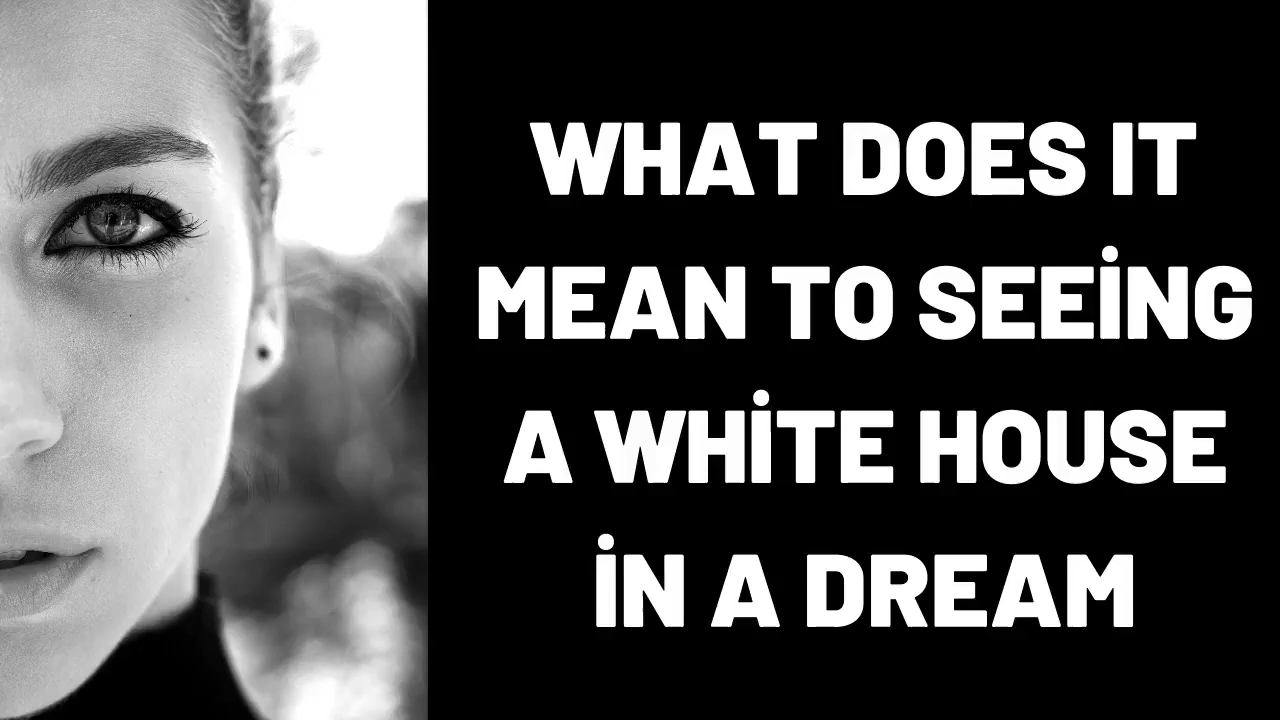 WHAT DOES IT
MEAN TO SEEİNG
A WHİTE HOUSE
İN A DREAM